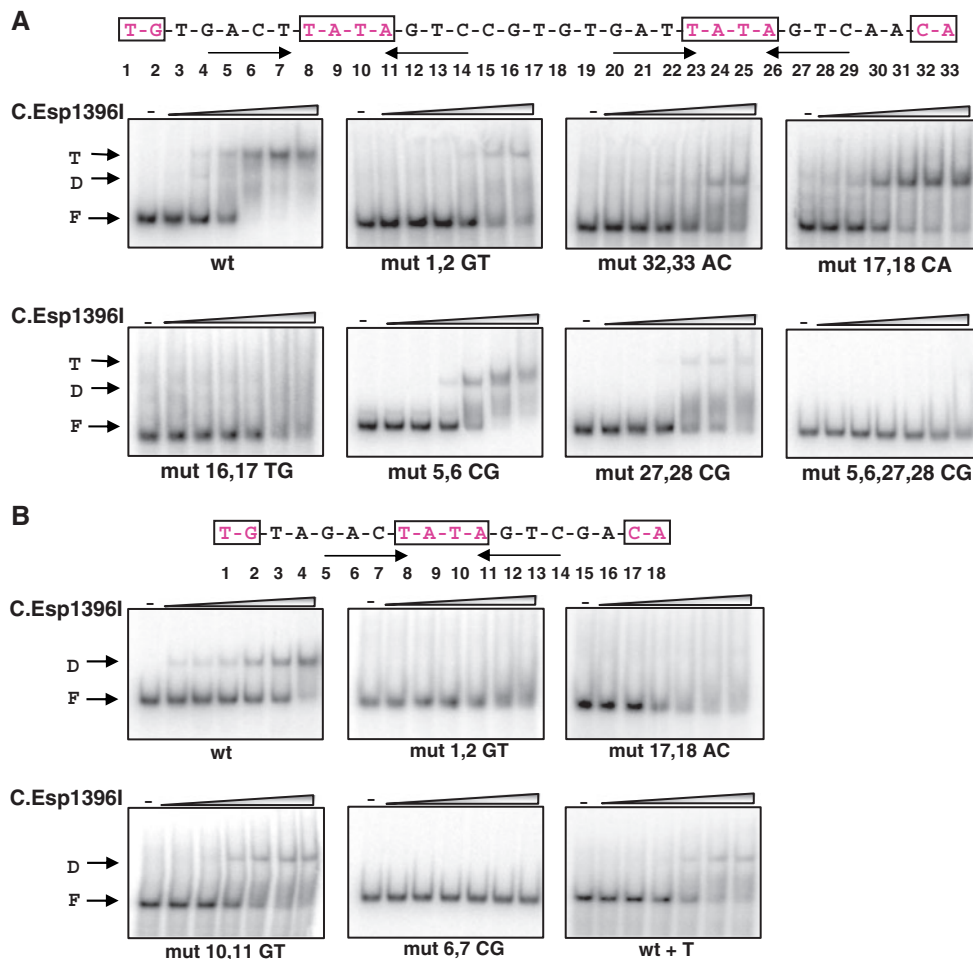 A
T-G-T-G-A-C-T-T-A-T-A-G-T-C-C-G-T-G-T-G-A-T-T-A-T-A-G-T-C-A-A-C-A
1 2 3 4 5 6 7 8 9 10 11 12 13 14 15 16 17 18 19 20 21 22 23 24 25 26 27 28 29 30 31 32 33
C.Esp1396I - - - -
T
D
F
wt mut 1,2 GT mut 32,33 AC mut 17,18 CA
C.Esp1396I - - - -
T
D
F
mut 16,17 TG mut 5,6 CG mut 27,28 CG mut 5,6,27,28 CG
B
T-G-T-A-G-A-C-T-A-T-A-G-T-C-G-A-C-A
1 2 3 4 5 6 7 8 9 10 11 12 13 14 15 16 17 18
C.Esp1396I - - -
D
F
wt mut 1,2 GT mut 17,18 AC
C.Esp1396I - - -
D
F
mut 10,11 GT mut 6,7 CG wt + T